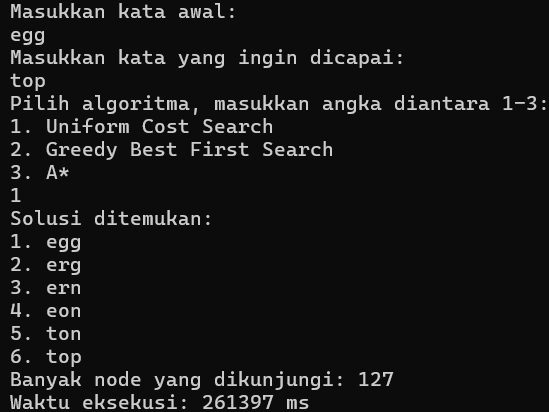 Masukkan kata awal:
egg
Masukkan kata yang ingin dicapai:
top
Pilih algoritma, masukkan angka diantara 1-3:
1. Uniform Cost Search
2. Greedy Best First Search
3. A*
1
Solusi ditemukan:
1. egg
2. erg
3. ern
4. eon
5. ton
6. top
Banyak node yang dikunjungi: 127
Waktu eksekusi: 261397 ms